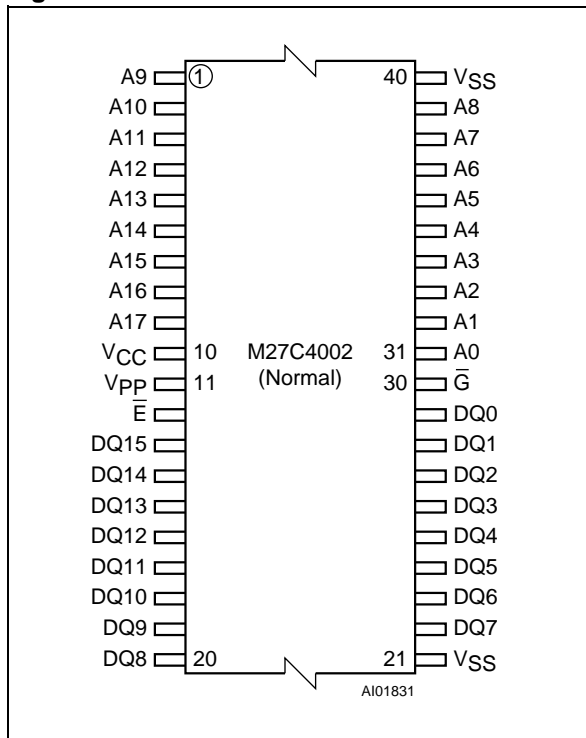 A9 1 40 VSS
A10 A8
A11 A7
A12 A6
A13 A5
A14 A4
A15 A3
A16 A2
A17 A1
VCC 10 M27C4002 31 A0
VPP 11 (Normal) 30 G̅
E̅ DQ0
DQ15 DQ1
DQ14 DQ2
DQ13 DQ3
DQ12 DQ4
DQ11 DQ5
DQ10 DQ6
DQ9 DQ7
DQ8 20 21 VSS
AI01831